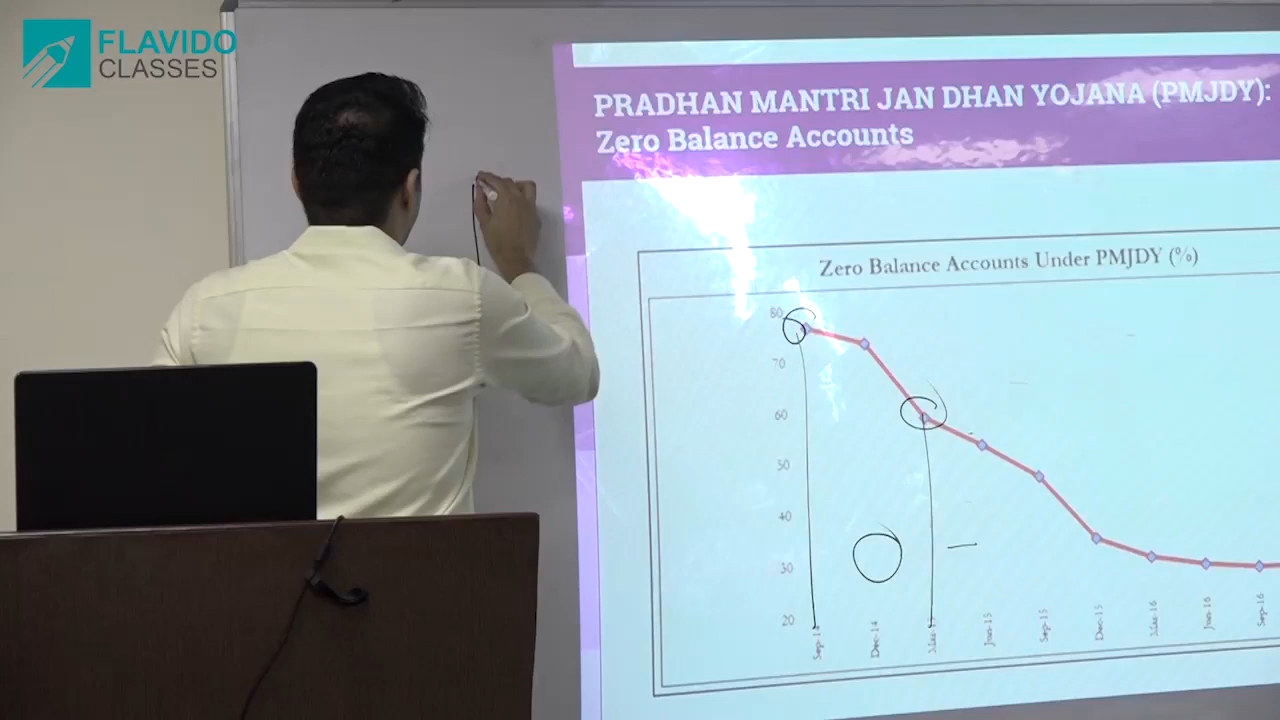 FLAVIDO
CLASSES
PRADHAN MANTRI JAN DHAN YOJANA (PMJDY):
Zero Balance Accounts
Zero Balance Accounts Under PMJDY (%)
80
70
60
50
40
30
20
Sep-14
Dec-14
Mar-15
Jun-15
Sep-15
Dec-15
Mar-16
Jun-16
Sep-16